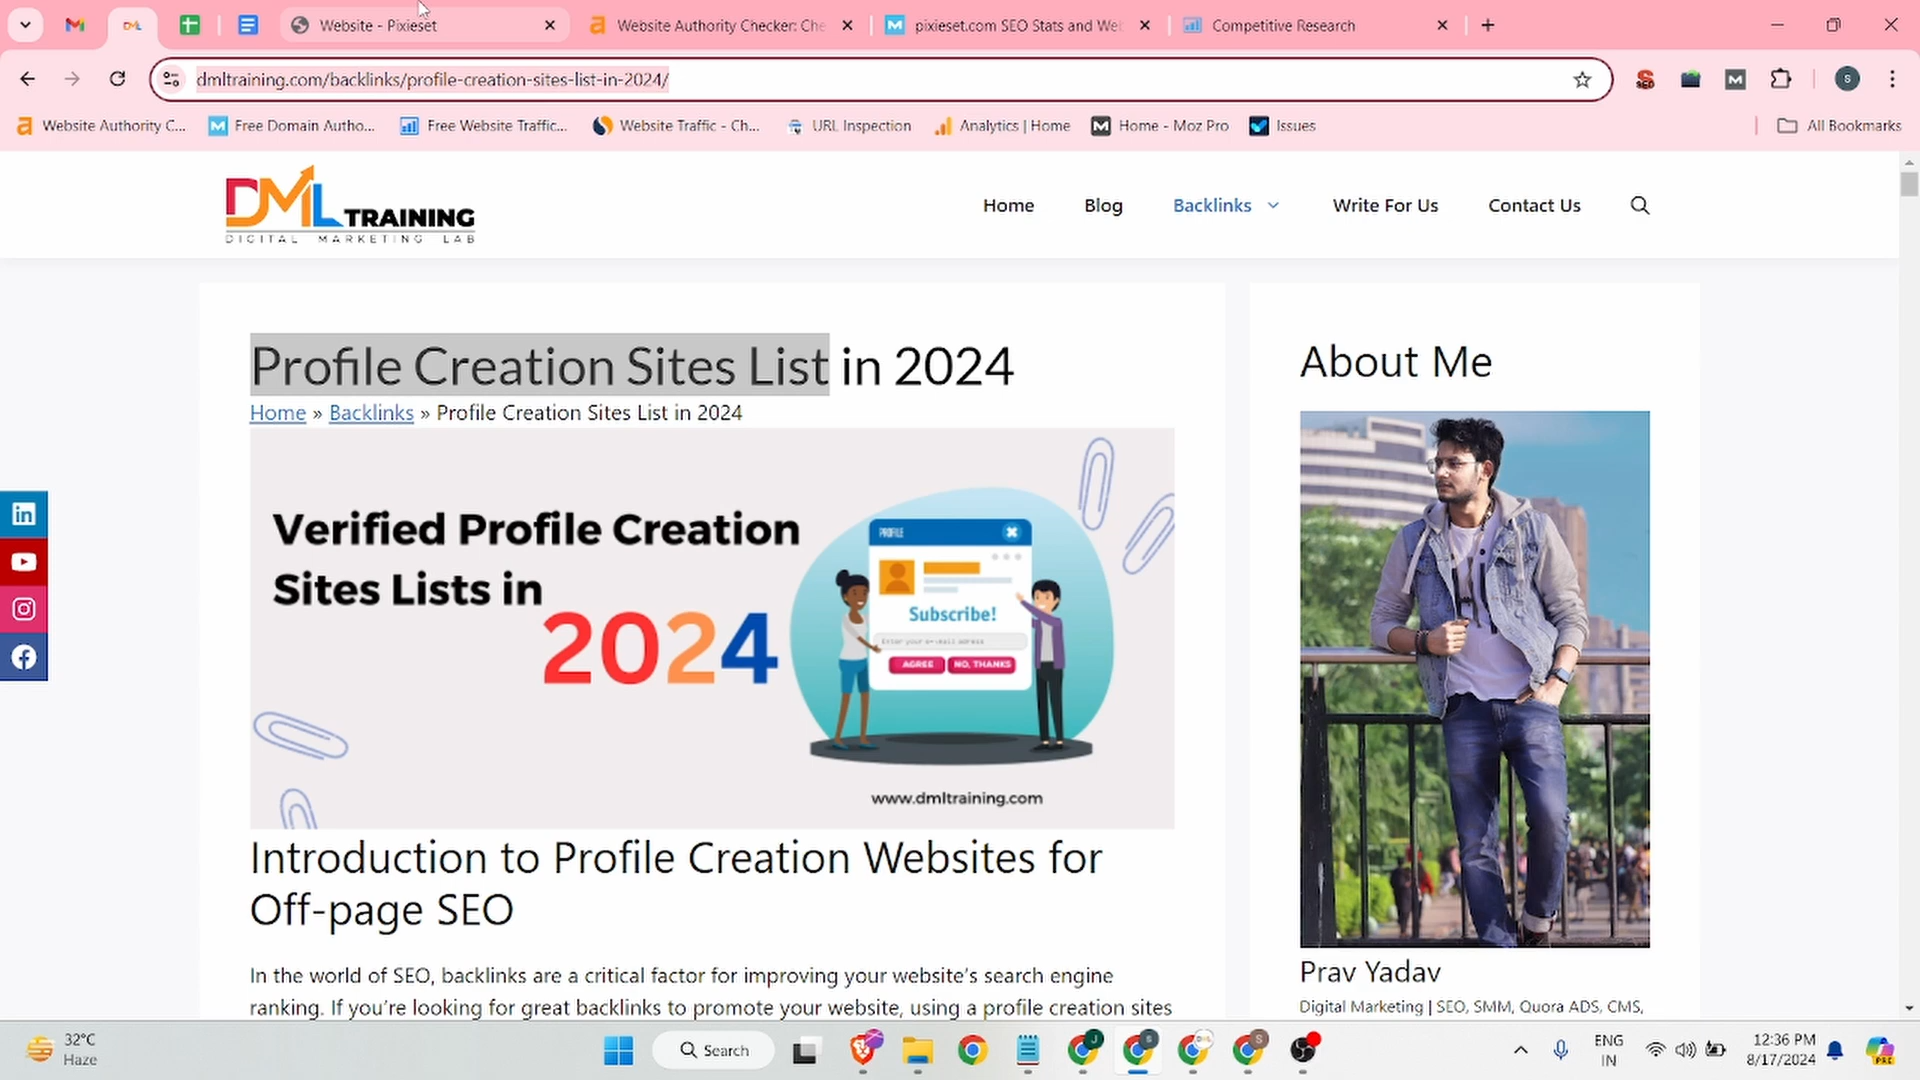 Website - Pixieset
Website Authority Checker: Che
pixieset.com SEO Stats and Web
Competitive Research
dmltraining.com/backlinks/profile-creation-sites-list-in-2024/
Website Authority C...
Free Domain Autho...
Free Website Traffic...
Website Traffic - Ch...
URL Inspection
Analytics | Home
Home - Moz Pro
Issues
All Bookmarks
DML TRAINING
DIGITAL MARKETING LAB
Home
Blog
Backlinks
Write For Us
Contact Us
Profile Creation Sites List in 2024
Home » Backlinks » Profile Creation Sites List in 2024
Verified Profile Creation
Sites Lists in
2024
PROFILE
Subscribe!
Enter your e-mail adress
AGREE
NO, THANKS
www.dmltraining.com
Introduction to Profile Creation Websites for
Off-page SEO
In the world of SEO, backlinks are a critical factor for improving your website's search engine
ranking. If you're looking for great backlinks to promote your website, using a profile creation sites
About Me
Prav Yadav
Digital Marketing | SEO, SMM, Quora ADS, CMS,
32°C
Haze
Search
ENG
IN
12:36 PM
8/17/2024